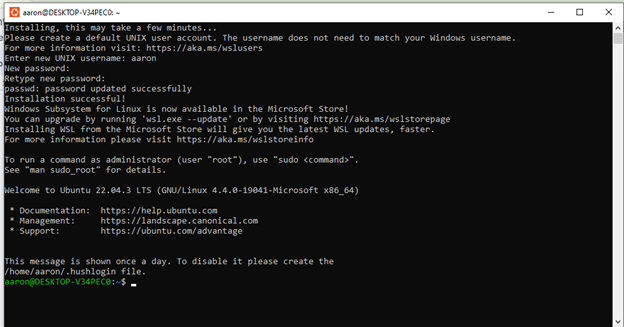 aaron@DESKTOP-V34PEC0: ~
Installing, this may take a few minutes...
Please create a default UNIX user account. The username does not need to match your Windows username.
For more information visit: https://aka.ms/wslusers
Enter new UNIX username: aaron
New password:
Retype new password:
passwd: password updated successfully
Installation successful!
Windows Subsystem for Linux is now available in the Microsoft Store!
You can upgrade by running 'wsl.exe --update' or by visiting https://aka.ms/wslstorepage
Installing WSL from the Microsoft Store will give you the latest WSL updates, faster.
For more information please visit https://aka.ms/wslstoreinfo
To run a command as administrator (user "root"), use "sudo <command>".
See "man sudo_root" for details.
Welcome to Ubuntu 22.04.3 LTS (GNU/Linux 4.4.0-19041-Microsoft x86_64)
* Documentation:  https://help.ubuntu.com
* Management:     https://landscape.canonical.com
* Support:        https://ubuntu.com/advantage
This message is shown once a day. To disable it please create the
/home/aaron/.hushlogin file.
aaron@DESKTOP-V34PEC0:~$